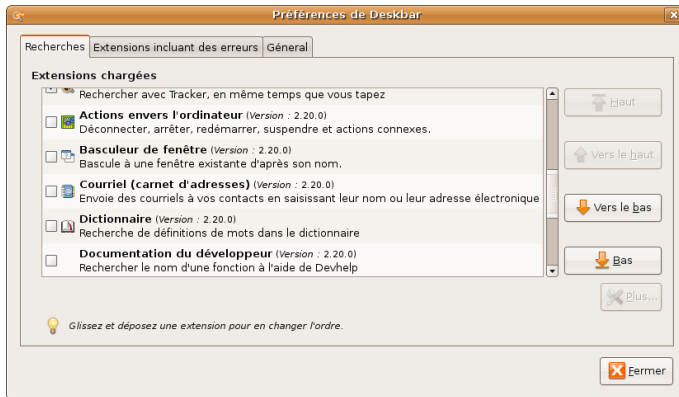 Préférences de Deskbar
Recherches Extensions incluant des erreurs Géneral
Extensions chargées
Rechercher avec Tracker, en même temps que vous tapez
Actions envers l'ordinateur (Version : 2.20.0)
Déconnecter, arrêter, redémarrer, suspendre et actions connexes.
Basculeur de fenêtre (Version : 2.20.0)
Bascule à une fenêtre existante d'après son nom.
Courriel (carnet d'adresses) (Version : 2.20.0)
Envoie des courriels à vos contacts en saisissant leur nom ou leur adresse électronique
Dictionnaire (Version : 2.20.0)
Recherche de définitions de mots dans le dictionnaire
Documentation du développeur (Version : 2.20.0)
Rechercher le nom d'une fonction à l'aide de Devhelp
Haut
Vers le haut
Vers le bas
Bas
Plus...
Glissez et déposez une extension pour en changer l'ordre.
Fermer